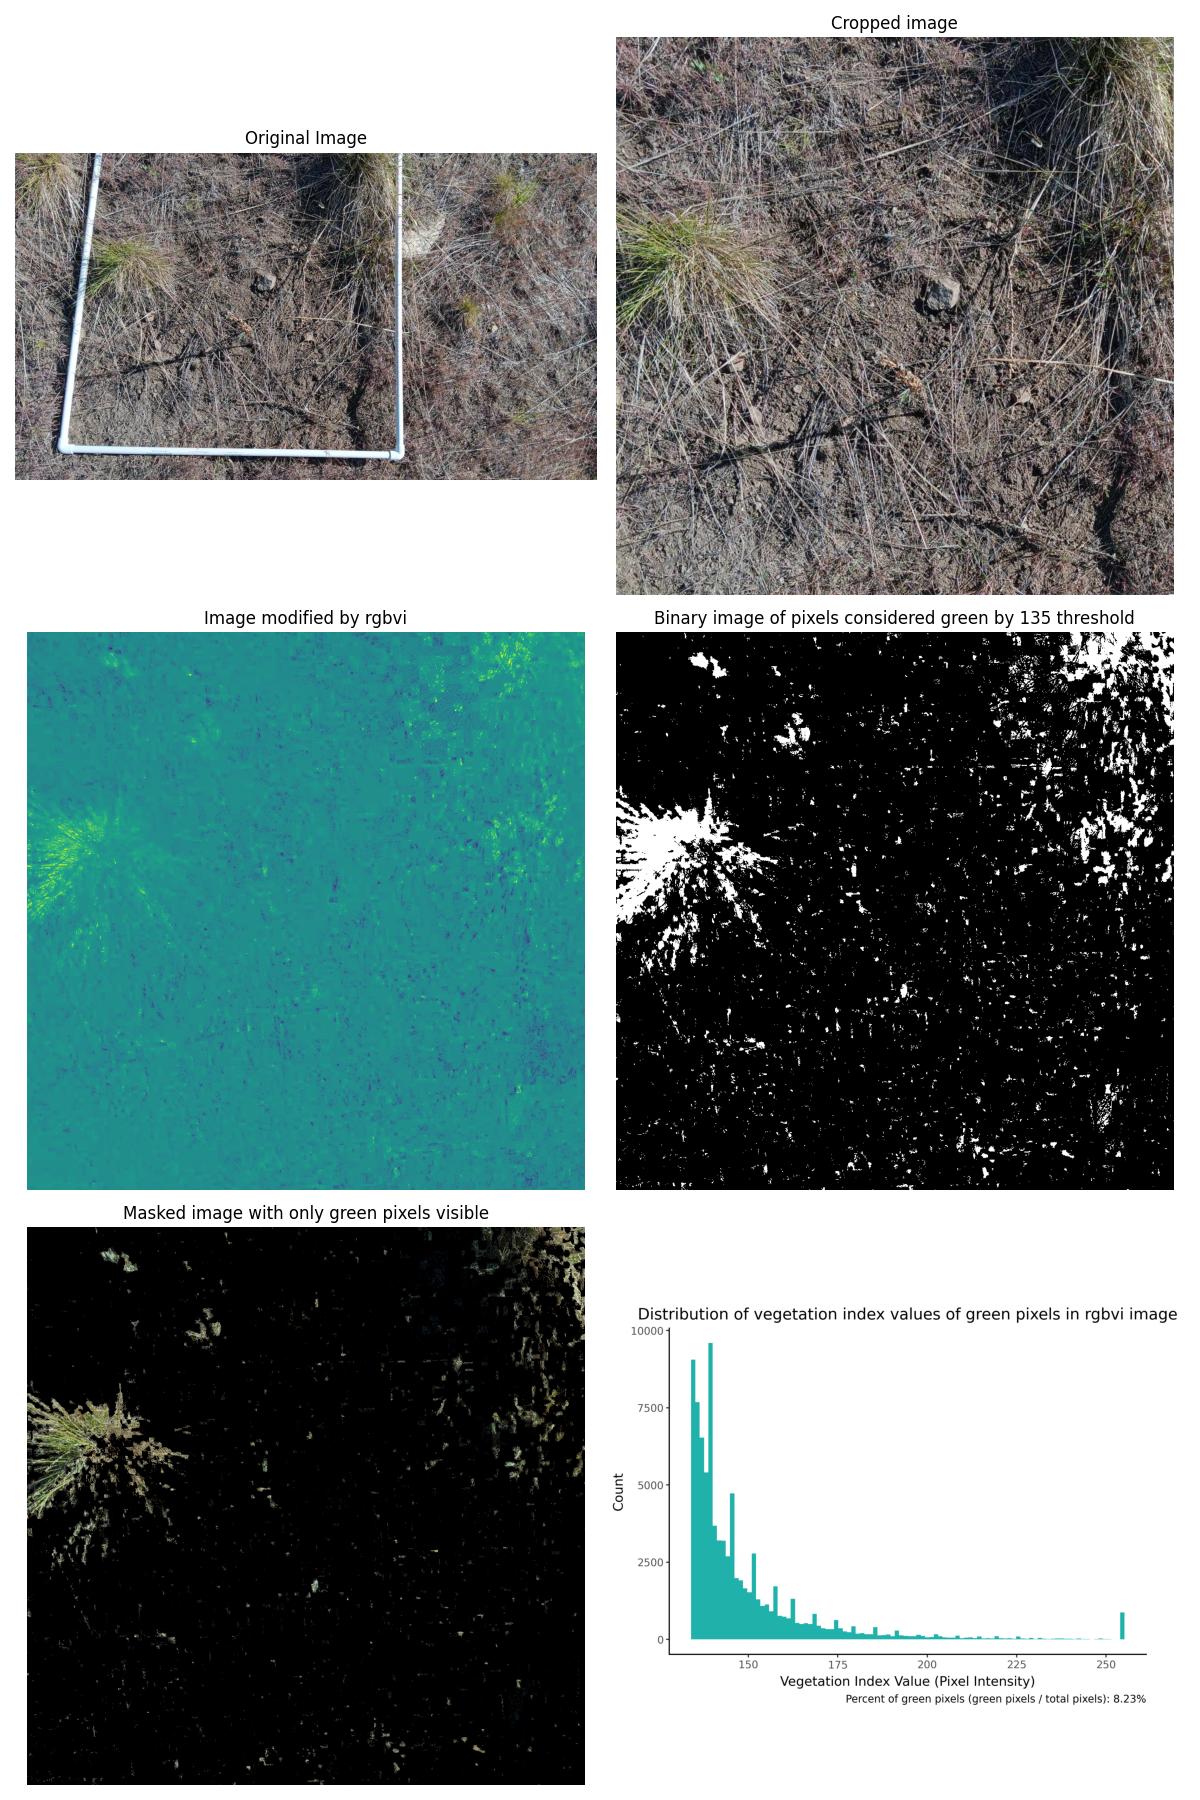 Original Image
Cropped image
Image modified by rgbvi
Binary image of pixels considered green by 135 threshold
Masked image with only green pixels visible
Distribution of vegetation index values of green pixels in rgbvi image
10000
7500
5000
2500
0
Count
150
175
200
225
250
Vegetation Index Value (Pixel Intensity)
Percent of green pixels (green pixels / total pixels): 8.23%